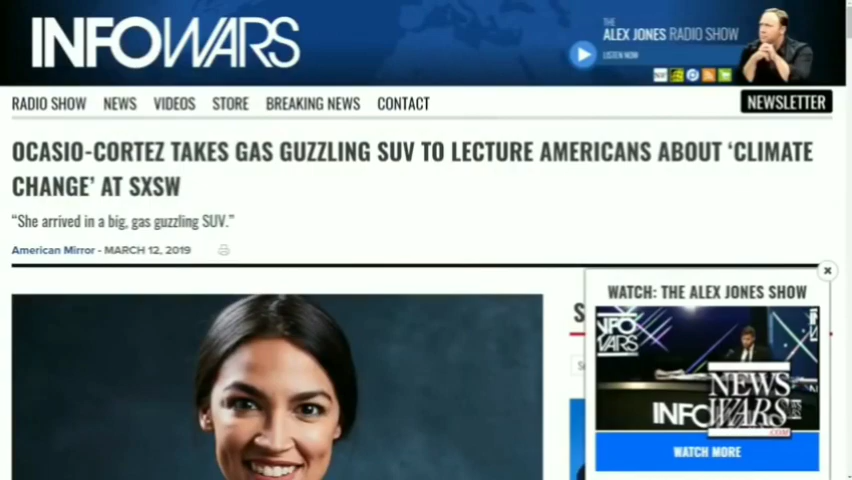 INFOWARS
THE
ALEX JONES RADIO SHOW
LISTEN NOW
RADIO SHOW NEWS VIDEOS STORE BREAKING NEWS CONTACT
NEWSLETTER
OCASIO-CORTEZ TAKES GAS GUZZLING SUV TO LECTURE AMERICANS ABOUT ‘CLIMATE
CHANGE’ AT SXSW
“She arrived in a big, gas guzzling SUV.”
American Mirror - MARCH 12, 2019
WATCH: THE ALEX JONES SHOW
NEWS
WARS
.COM
WATCH MORE